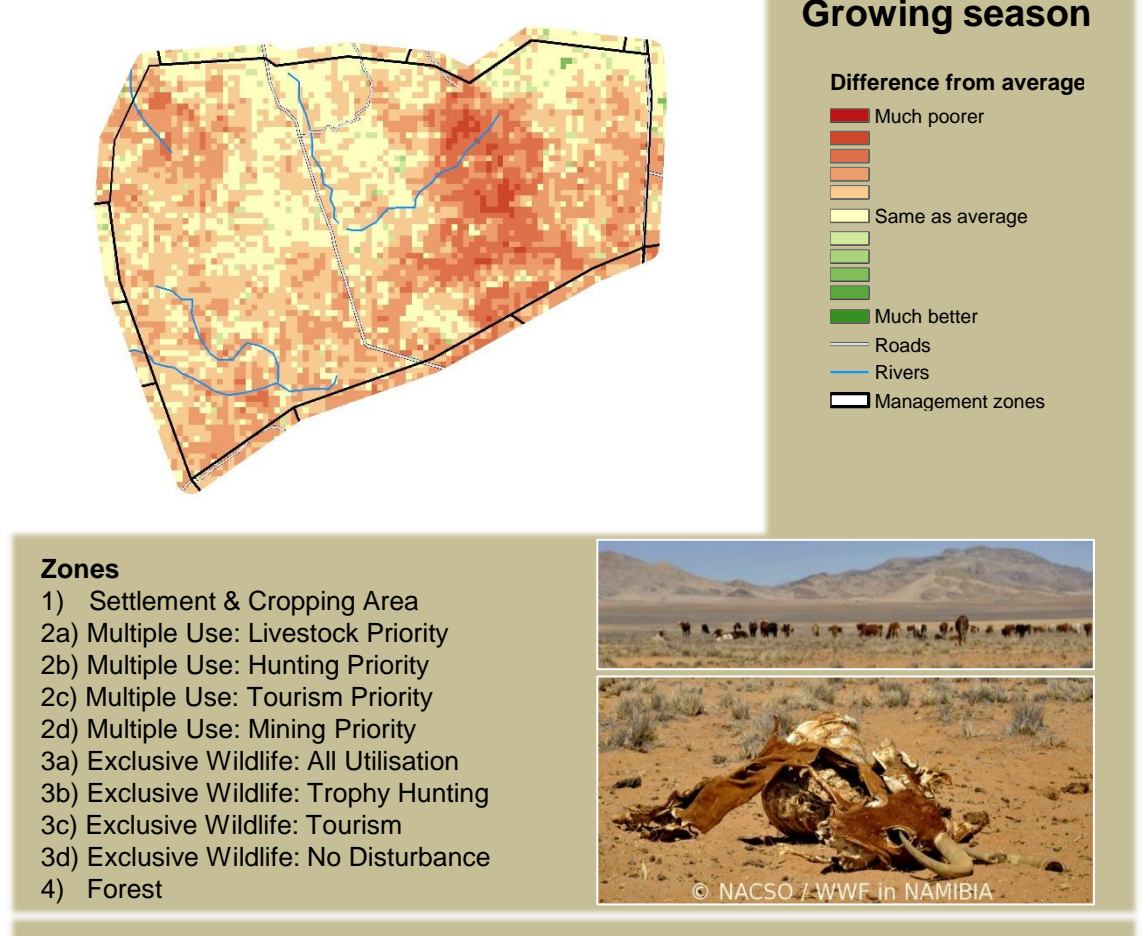 Growing season
Difference from average
Much poorer
Same as average
Much better
Roads
Rivers
Management zones
Zones
1) Settlement & Cropping Area
2a) Multiple Use: Livestock Priority
2b) Multiple Use: Hunting Priority
2c) Multiple Use: Tourism Priority
2d) Multiple Use: Mining Priority
3a) Exclusive Wildlife: All Utilisation
3b) Exclusive Wildlife: Trophy Hunting
3c) Exclusive Wildlife: Tourism
3d) Exclusive Wildlife: No Disturbance
4) Forest
© NACSO / WWF in NAMIBIA